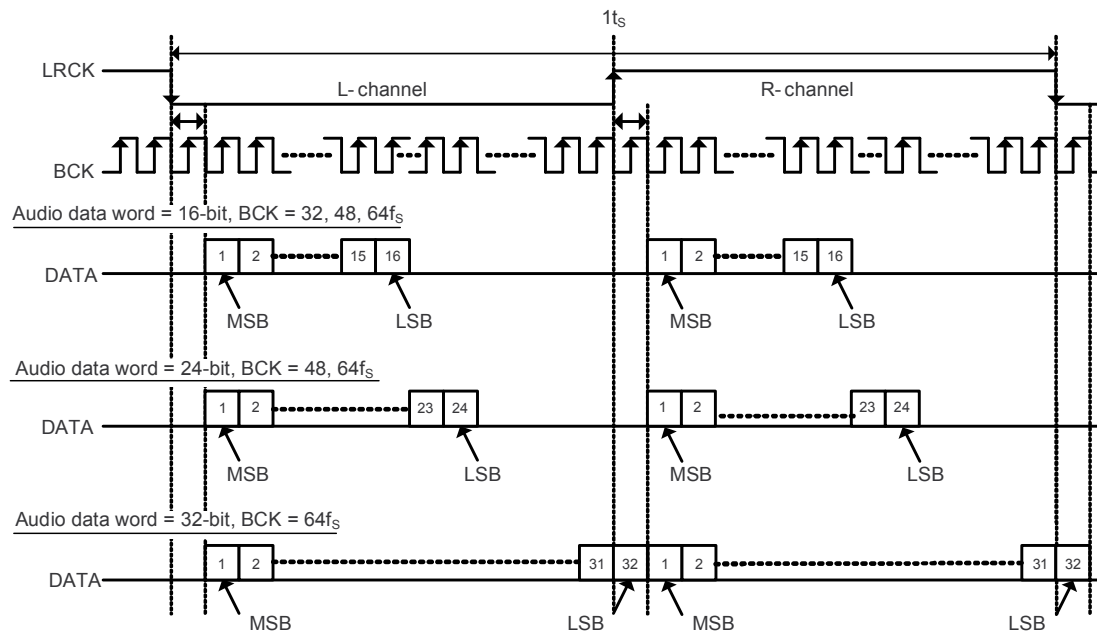 1tS
LRCK
L- channel
R- channel
BCK
Audio data word = 16-bit, BCK = 32, 48, 64fS
DATA
1 2 15 16 1 2 15 16
MSB LSB MSB LSB
Audio data word = 24-bit, BCK = 48, 64fS
DATA
1 2 23 24 1 2 23 24
MSB LSB MSB LSB
Audio data word = 32-bit, BCK = 64fS
DATA
1 2 31 32 1 2 31 32
MSB LSB MSB LSB